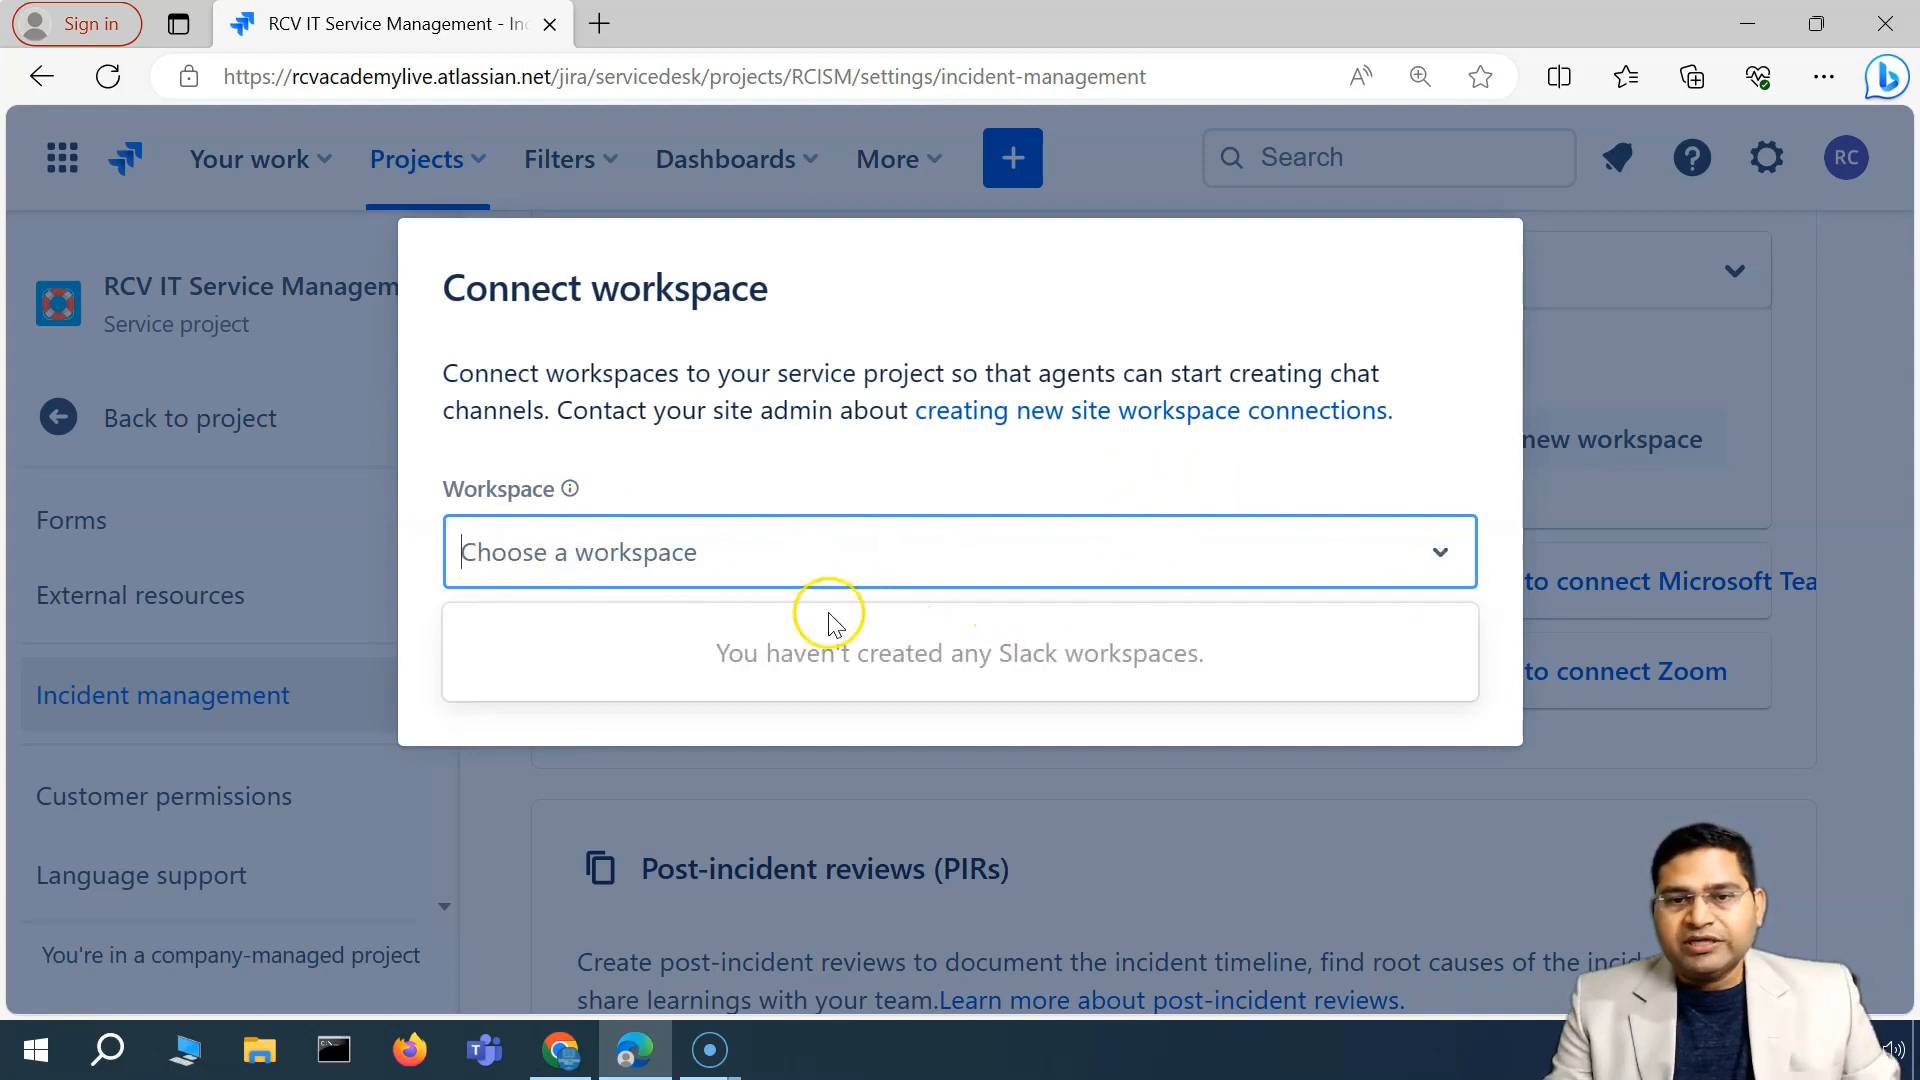 Sign in
RCV IT Service Management - In
https://rcvacademylive.atlassian.net/jira/servicedesk/projects/RCISM/settings/incident-management
Your work
Projects
Filters
Dashboards
More
Search
RC
RCV IT Service Managem
Service project
Back to project
Forms
External resources
Incident management
Customer permissions
Language support
You're in a company-managed project
Connect workspace
Connect workspaces to your service project so that agents can start creating chat
channels. Contact your site admin about creating new site workspace connections.
Workspace
Choose a workspace
You haven't created any Slack workspaces.
new workspace
to connect Microsoft Tea
to connect Zoom
Post-incident reviews (PIRs)
Create post-incident reviews to document the incident timeline, find root causes of the incid
share learnings with your team.Learn more about post-incident reviews.